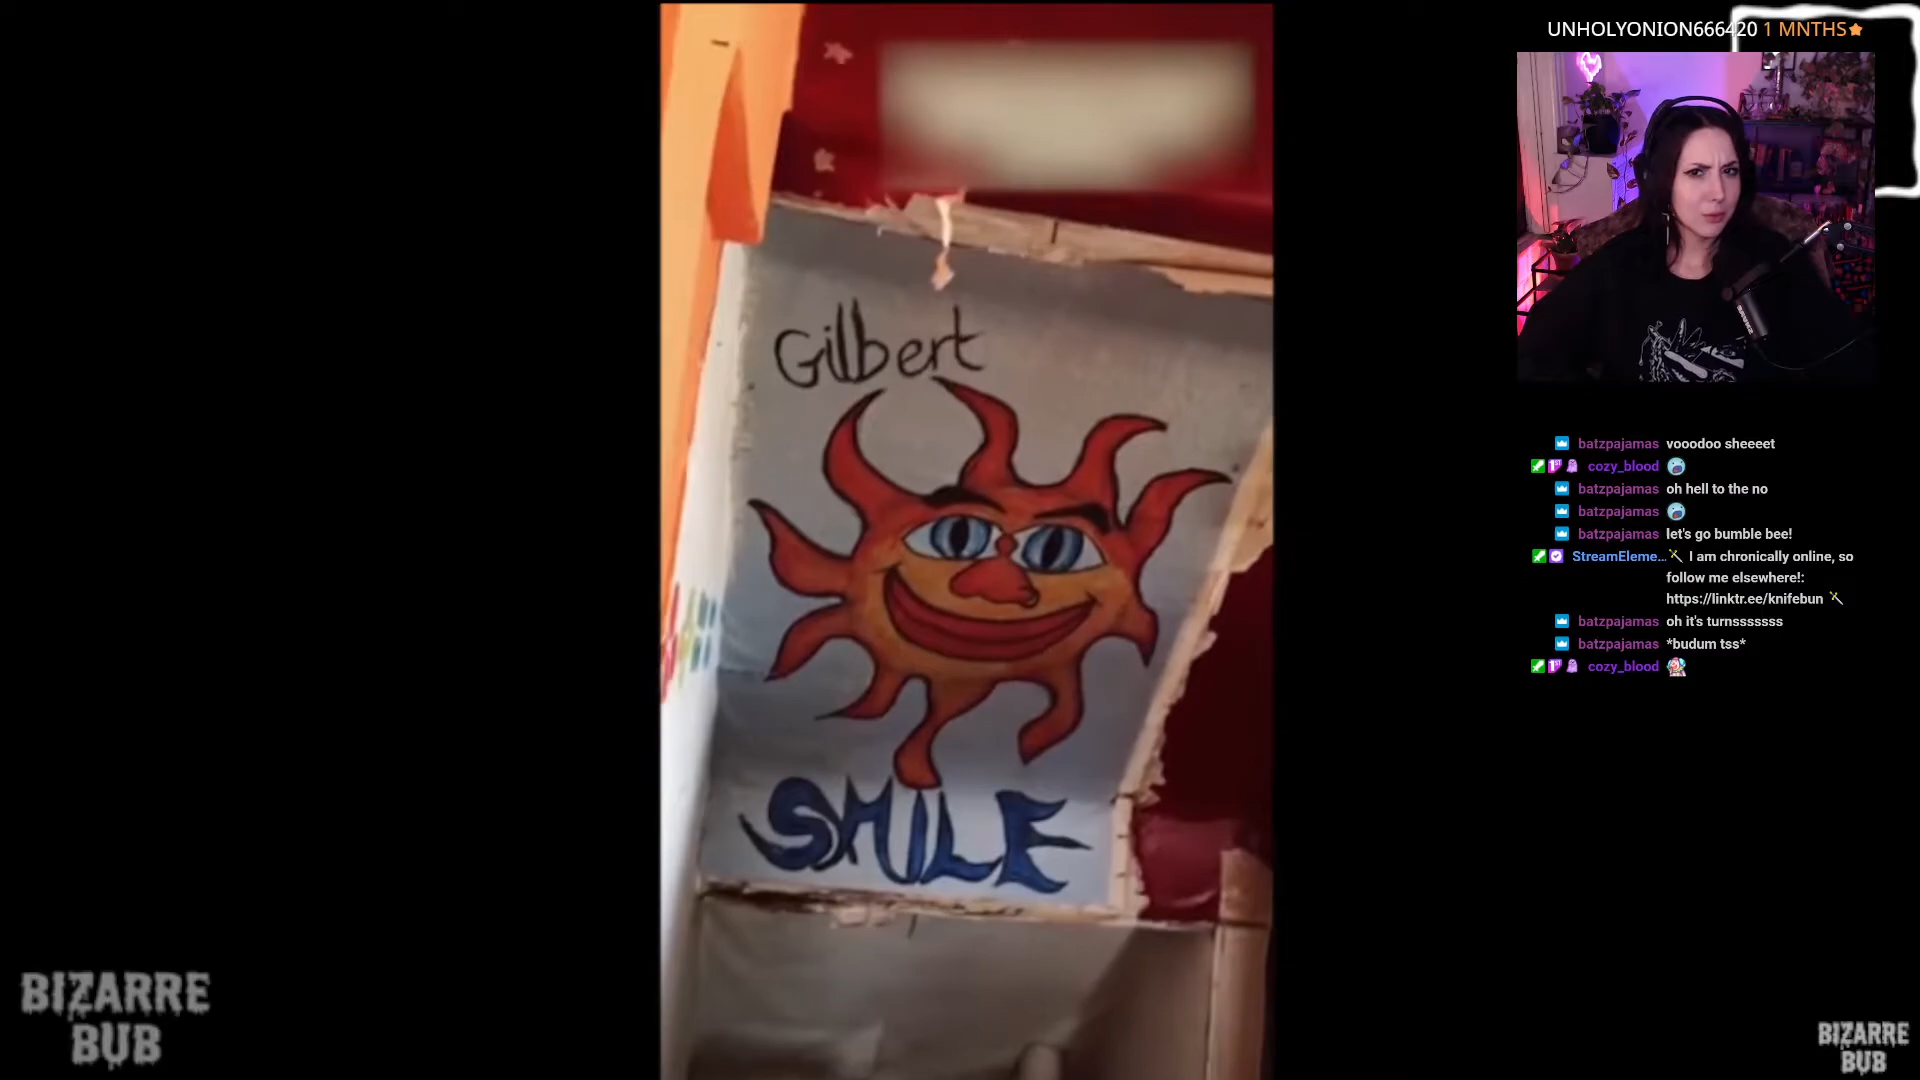 UNHOLYONION666420 1 MNTHS
Gilbert
SMILE
batzpajamas vooodoo sheeeet
cozy_blood
batzpajamas oh hell to the no
batzpajamas
batzpajamas let's go bumble bee!
StreamEleme... I am chronically online, so
follow me elsewhere!:
https://linktr.ee/knifebun
batzpajamas oh it's turnsssssss
batzpajamas *budum tss*
cozy_blood
BIZARRE
BUB
BIZARRE
BUB